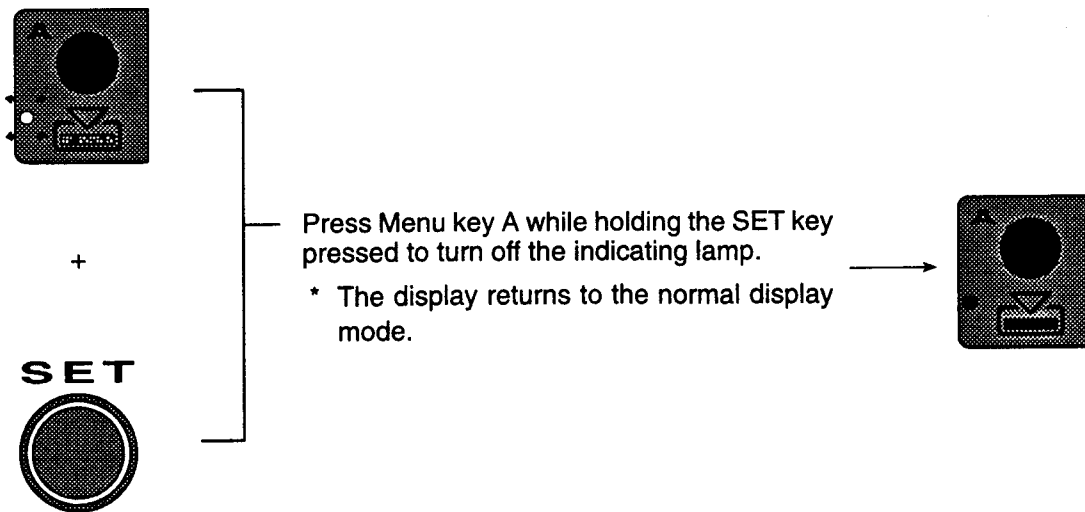 A
+
SET
Press Menu key A while holding the SET key
pressed to turn off the indicating lamp.
* The display returns to the normal display
mode.
A